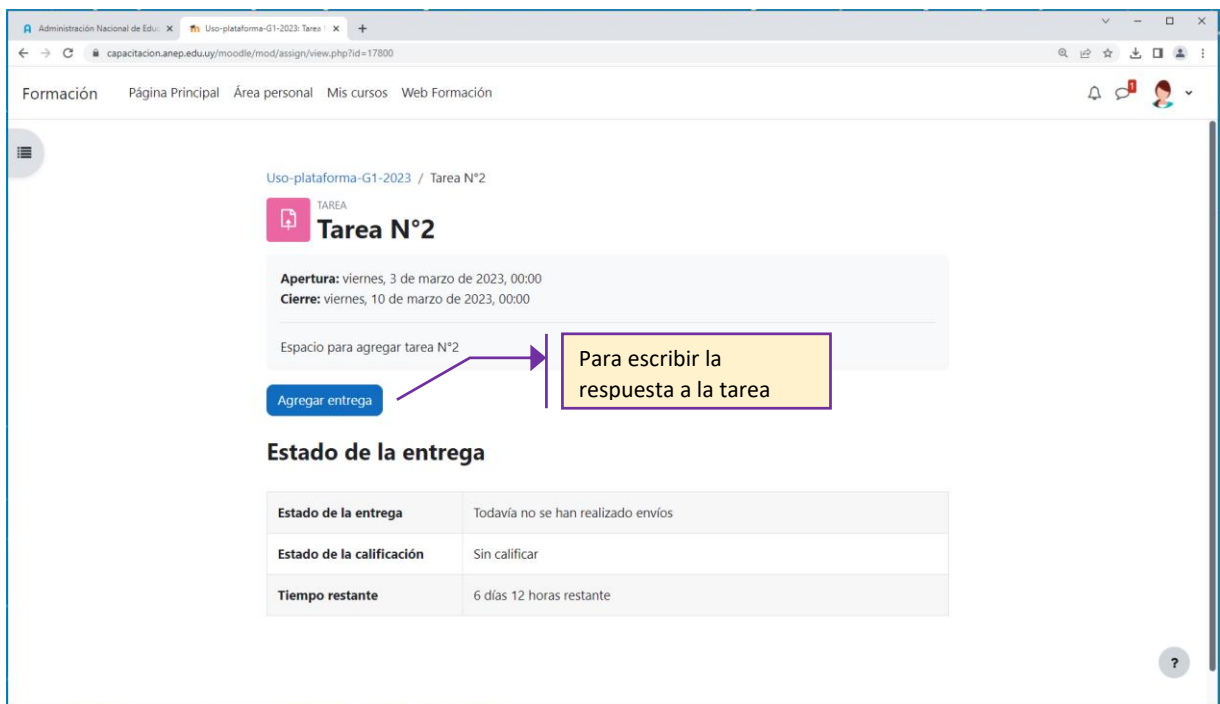 Administración Nacional de Edu
Uso-plataforma-G1-2023: Tarea
capacitacion.anep.edu.uy/moodle/mod/assign/view.php?id=17800
Formación Página Principal Área personal Mis cursos Web Formación
1
Uso-plataforma-G1-2023 / Tarea N°2
TAREA
Tarea N°2
Apertura: viernes, 3 de marzo de 2023, 00:00
Cierre: viernes, 10 de marzo de 2023, 00:00
Espacio para agregar tarea N°2
Para escribir la
respuesta a la tarea
Agregar entrega
Estado de la entrega
Estado de la entrega Todavía no se han realizado envíos
Estado de la calificación Sin calificar
Tiempo restante 6 días 12 horas restante
?